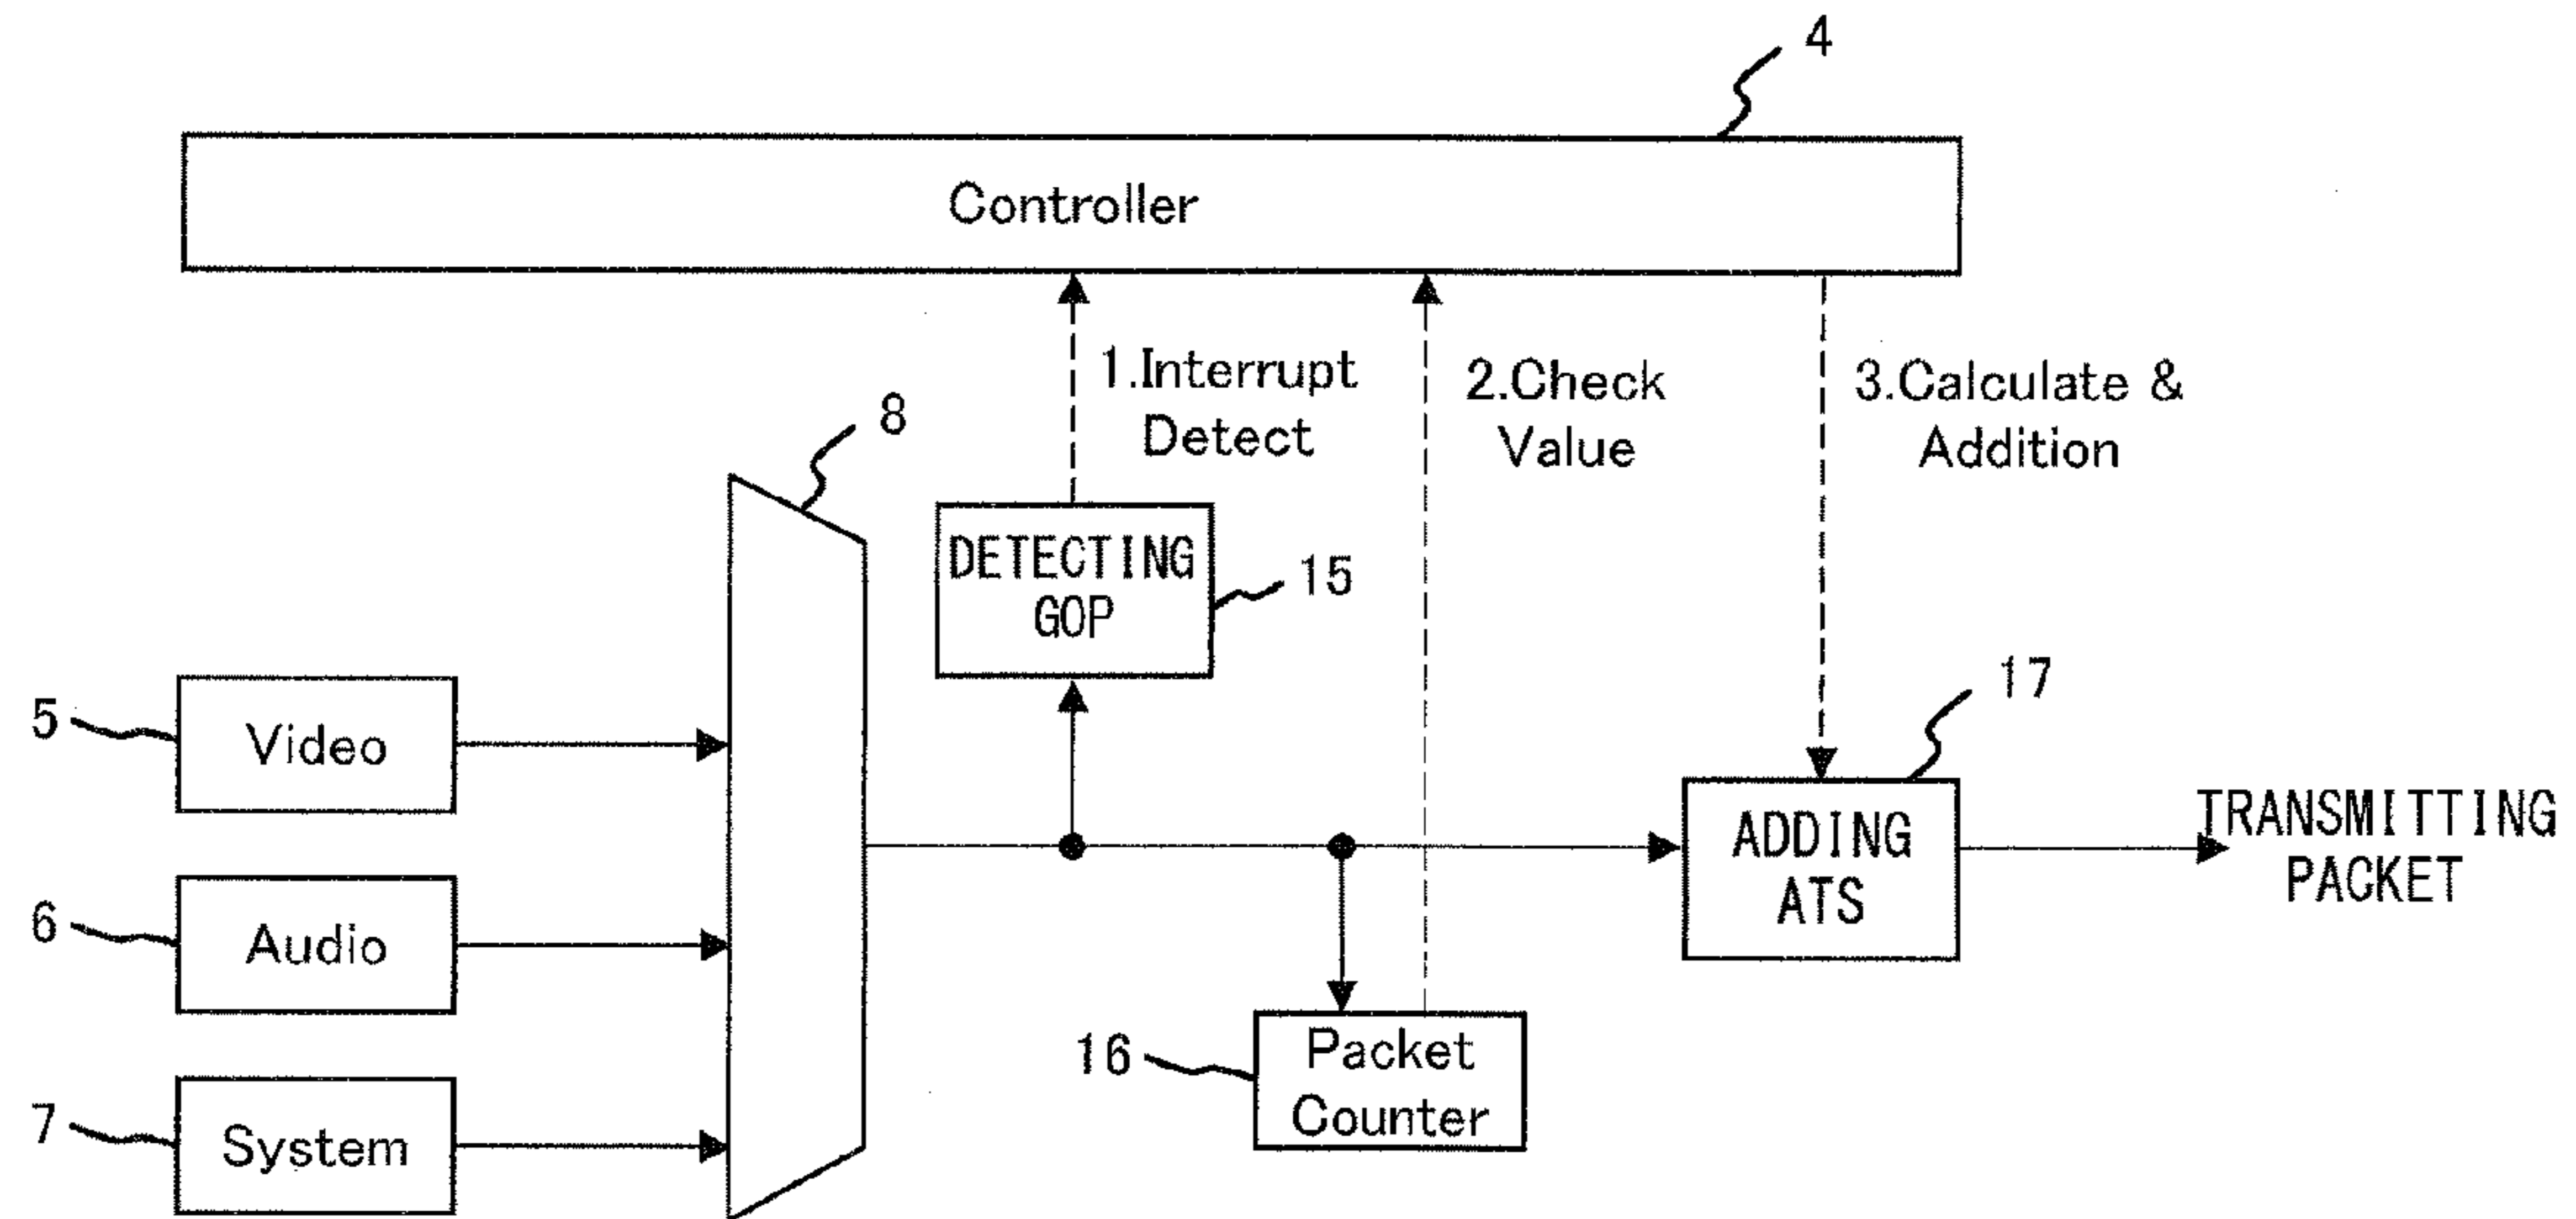 4
Controller
1.Interrupt
Detect
2.Check
Value
3.Calculate &
Addition
8
DETECTING
GOP
15
17
5
Video
ADDING
ATS
TRANSMITTING
PACKET
6
Audio
16
Packet
Counter
7
System